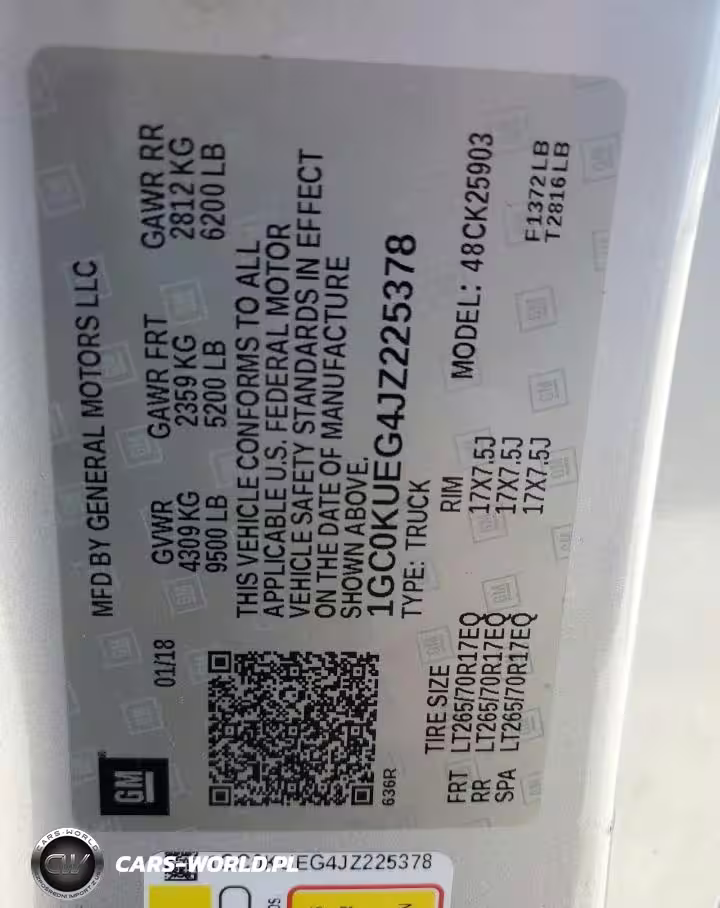 GM
MFD BY GENERAL MOTORS LLC
01/18
GVWR GAWR FRT GAWR RR
4309 KG 2359 KG 2812 KG
9500 LB 5200 LB 6200 LB
THIS VEHICLE CONFORMS TO ALL
APPLICABLE U.S. FEDERAL MOTOR
VEHICLE SAFETY STANDARDS IN EFFECT
ON THE DATE OF MANUFACTURE
SHOWN ABOVE.
1GC0KUEG4JZ225378
636R
TYPE: TRUCK MODEL: 48CK25903
TIRE SIZE RIM
FRT LT265/70R17EQ 17X7.5J
RR LT265/70R17EQ 17X7.5J
SPA LT265/70R17EQ 17X7.5J
F1372LB
T2816LB
EG4JZ225378
CARS-WORLD.PL
CARS-WORLD
CW